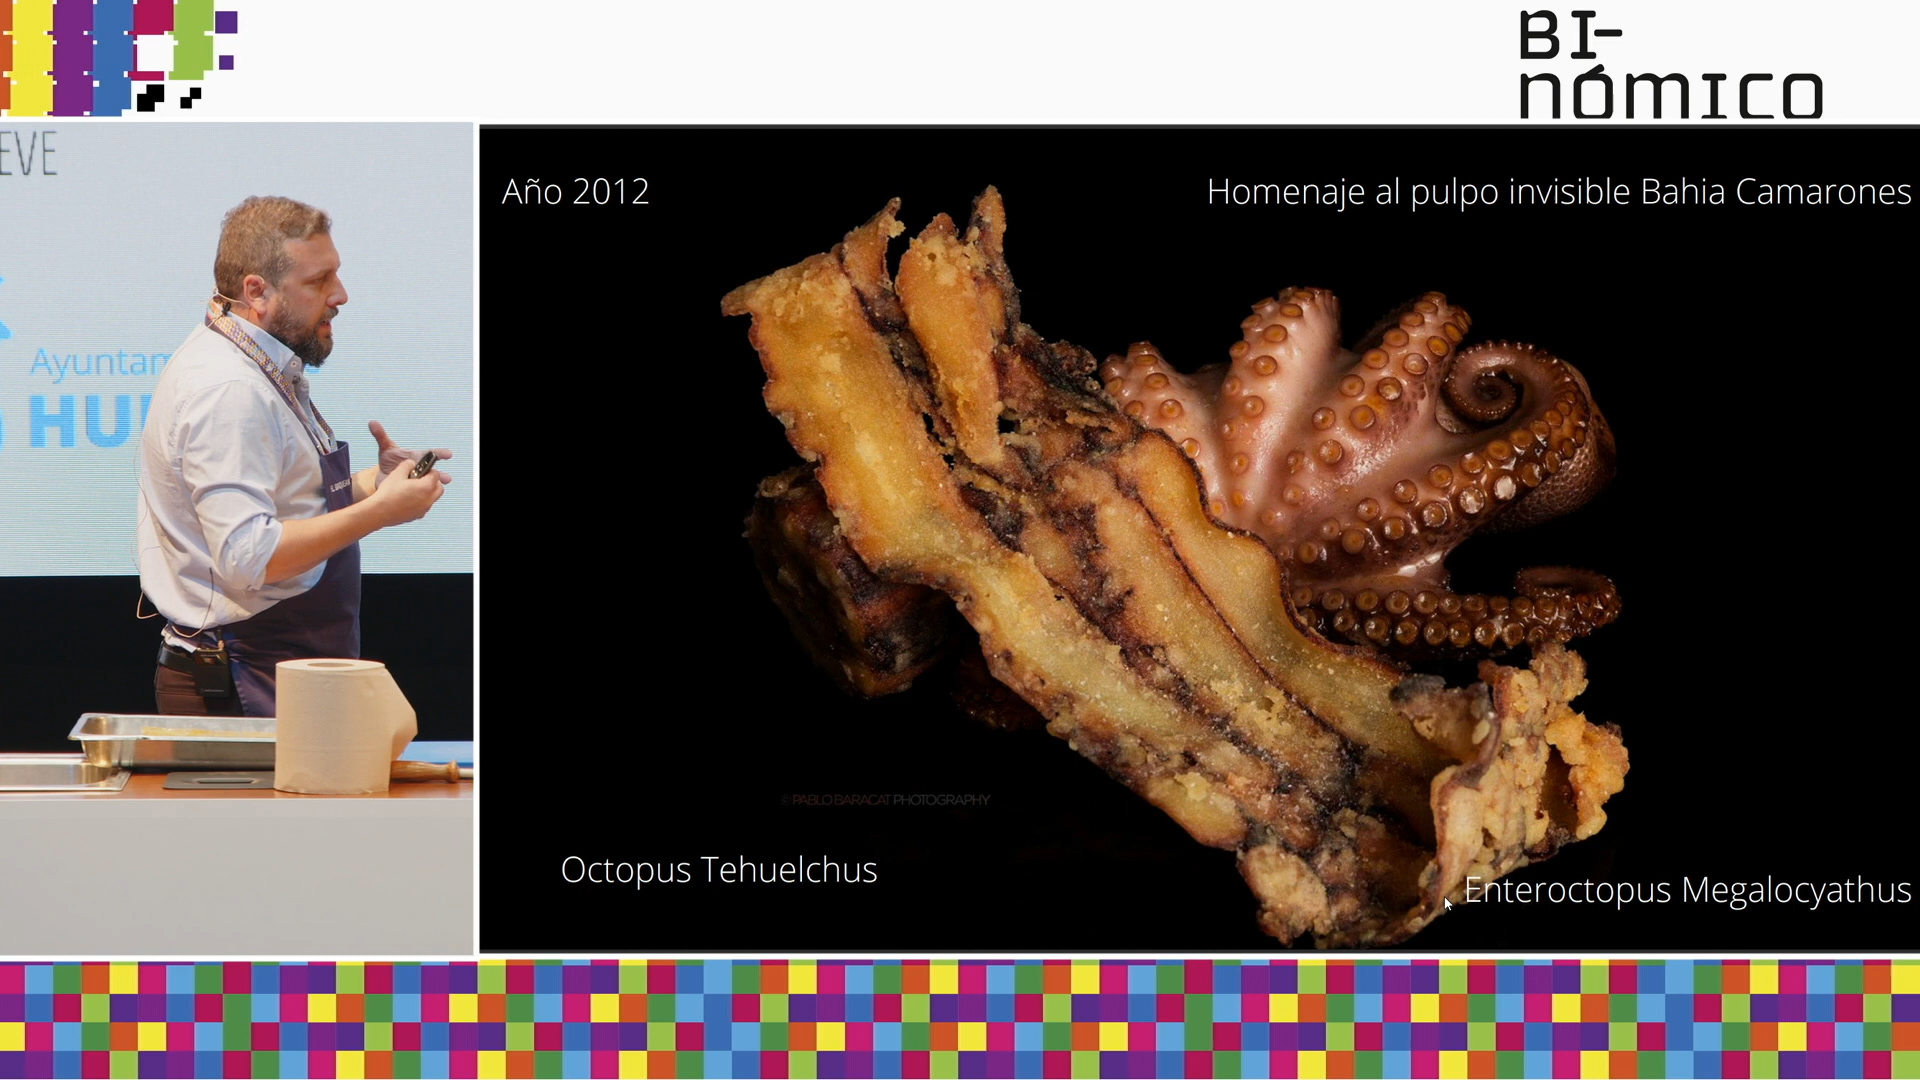 BI-
NÓMICO
EVE
Ayuntam
HU
Año 2012
Homenaje al pulpo invisible Bahia Camarones
© PABLO BARACAT PHOTOGRAPHY
Octopus Tehuelchus
Enteroctopus Megalocyathus